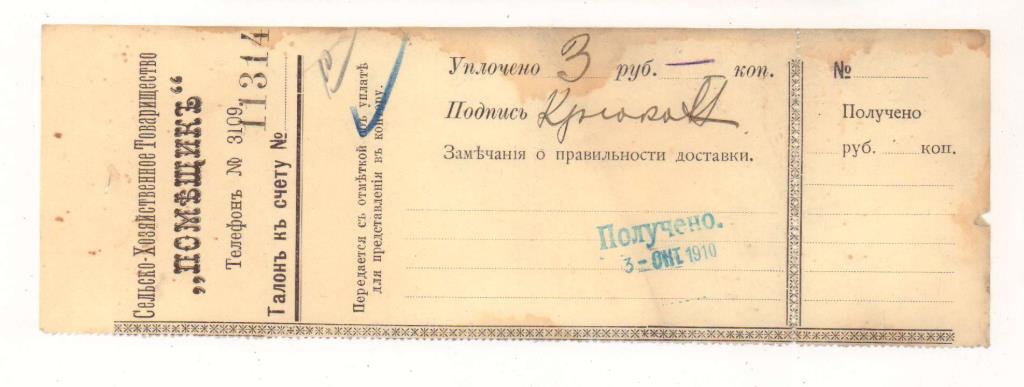 Сельско-Хозяйственное Товарищество
„ПОМѢЩИКЪ“
Телефонъ № 3109.
Талонъ къ счету № 11314
Передается съ отмѣткой объ уплатѣ
для представленія въ контору.
Уплочено 3 руб. — коп.
Подпись Крюковъ
Замѣчанія о правильности доставки.
Получено.
3 - ОКТ 1910
№
Получено
руб. коп.